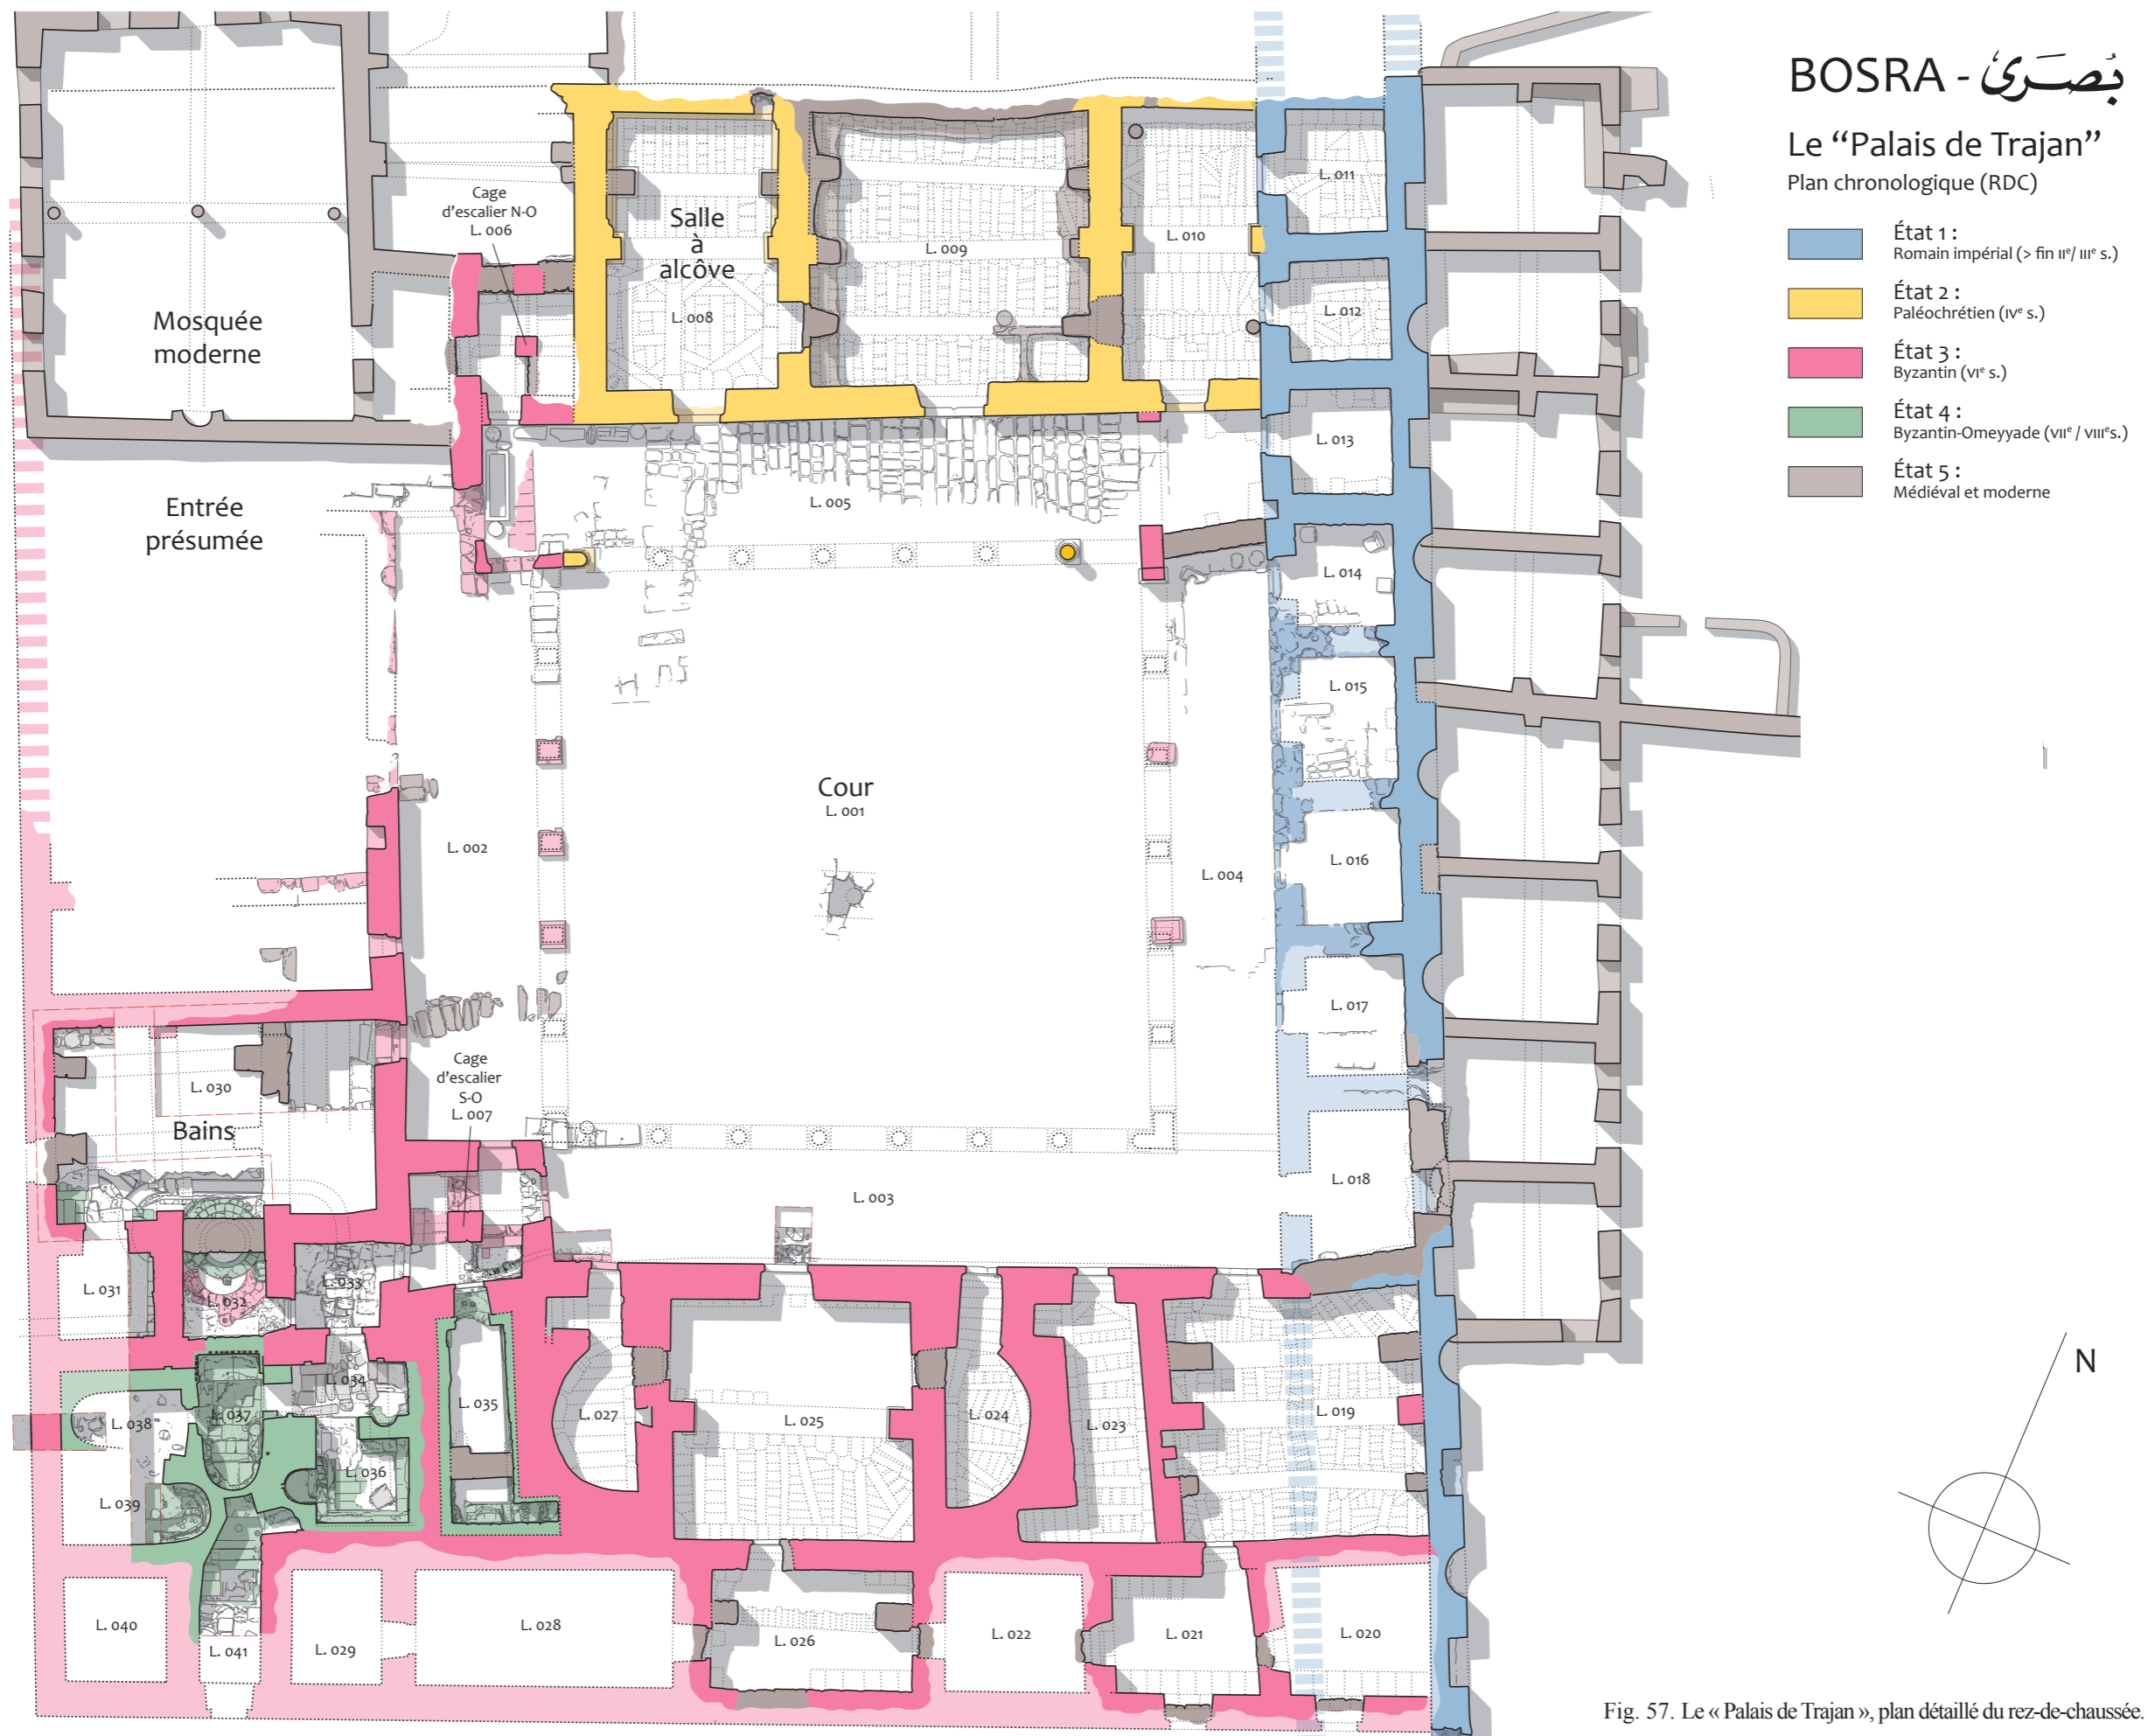 BOSRA - بُصرَىٰ
Le “Palais de Trajan”
Plan chronologique (RDC)
État 1 :
Romain impérial (> fin IIᵉ/ IIIᵉ s.)
État 2 :
Paléochrétien (IVᵉ s.)
État 3 :
Byzantin (VIᵉ s.)
État 4 :
Byzantin-Omeyyade (VIIᵉ / VIIIᵉs.)
État 5 :
Médiéval et moderne
Cage
d’escalier N-O
L. 006
Salle
à
alcôve
L. 008
L. 009
L. 010
L. 011
L. 012
L. 013
L. 014
L. 015
L. 016
L. 017
L. 018
Mosquée
moderne
Entrée
présumée
L. 005
Cour
L. 001
L. 002
L. 004
L. 003
Cage
d’escalier
S-O
L. 007
L. 030
Bains
L. 031
L. 032
L. 033
L. 034
L. 035
L. 036
L. 037
L. 038
L. 039
L. 027
L. 025
L. 024
L. 023
L. 019
L. 040
L. 041
L. 029
L. 028
L. 026
L. 022
L. 021
L. 020
N
Fig. 57. Le « Palais de Trajan », plan détaillé du rez-de-chaussée.